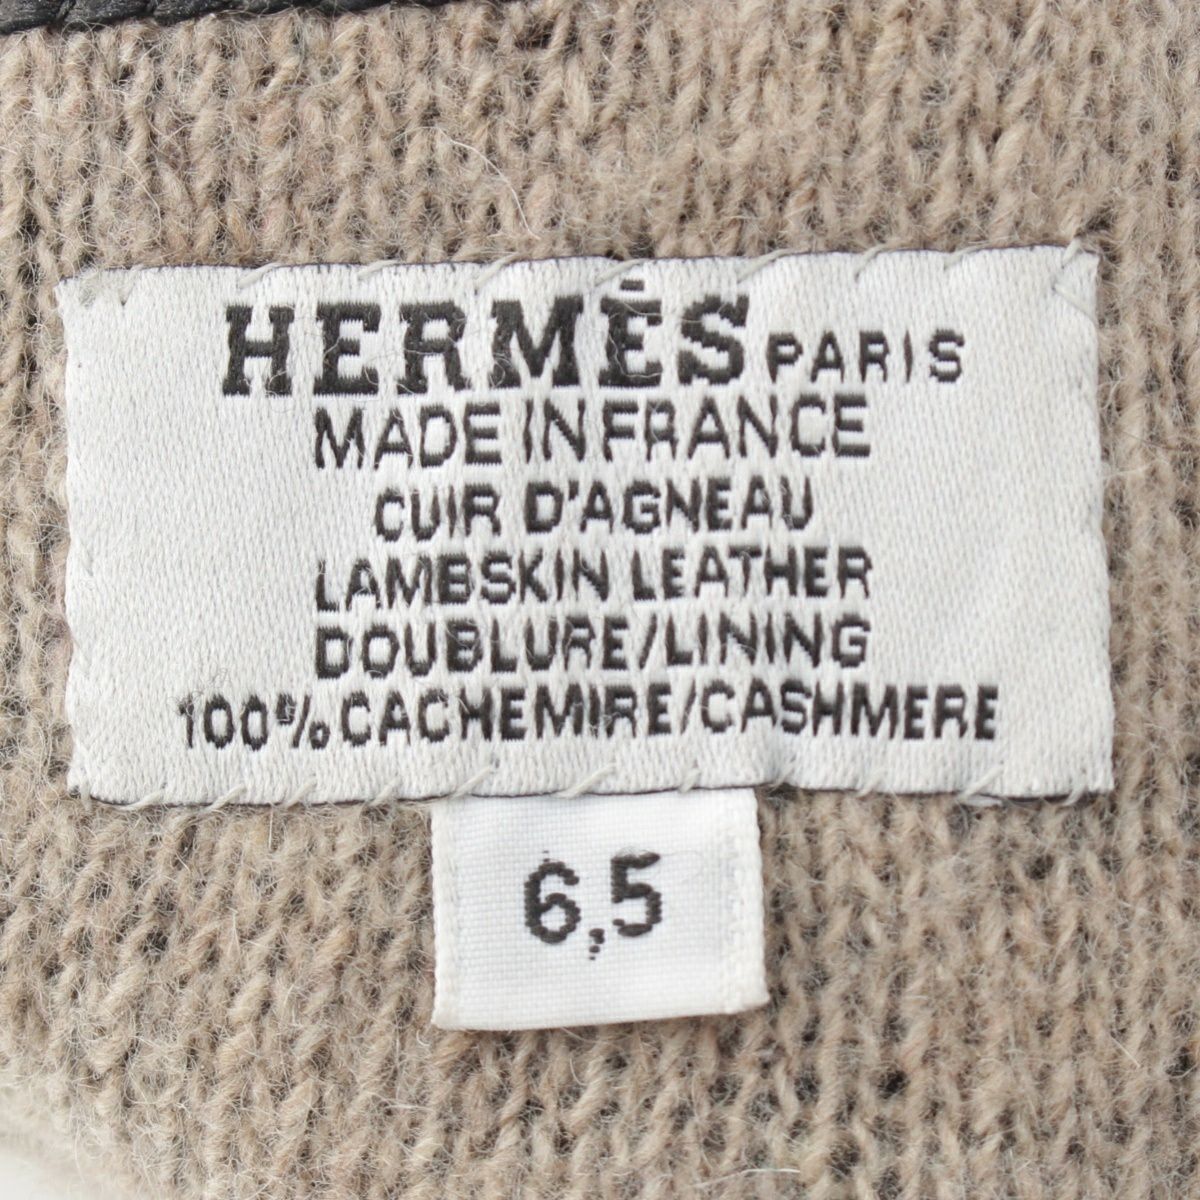 HERMÈS PARIS
MADE IN FRANCE
CUIR D'AGNEAU
LAMBSKIN LEATHER
DOUBLURE/LINING
100% CACHEMIRE/CASHMERE
6,5